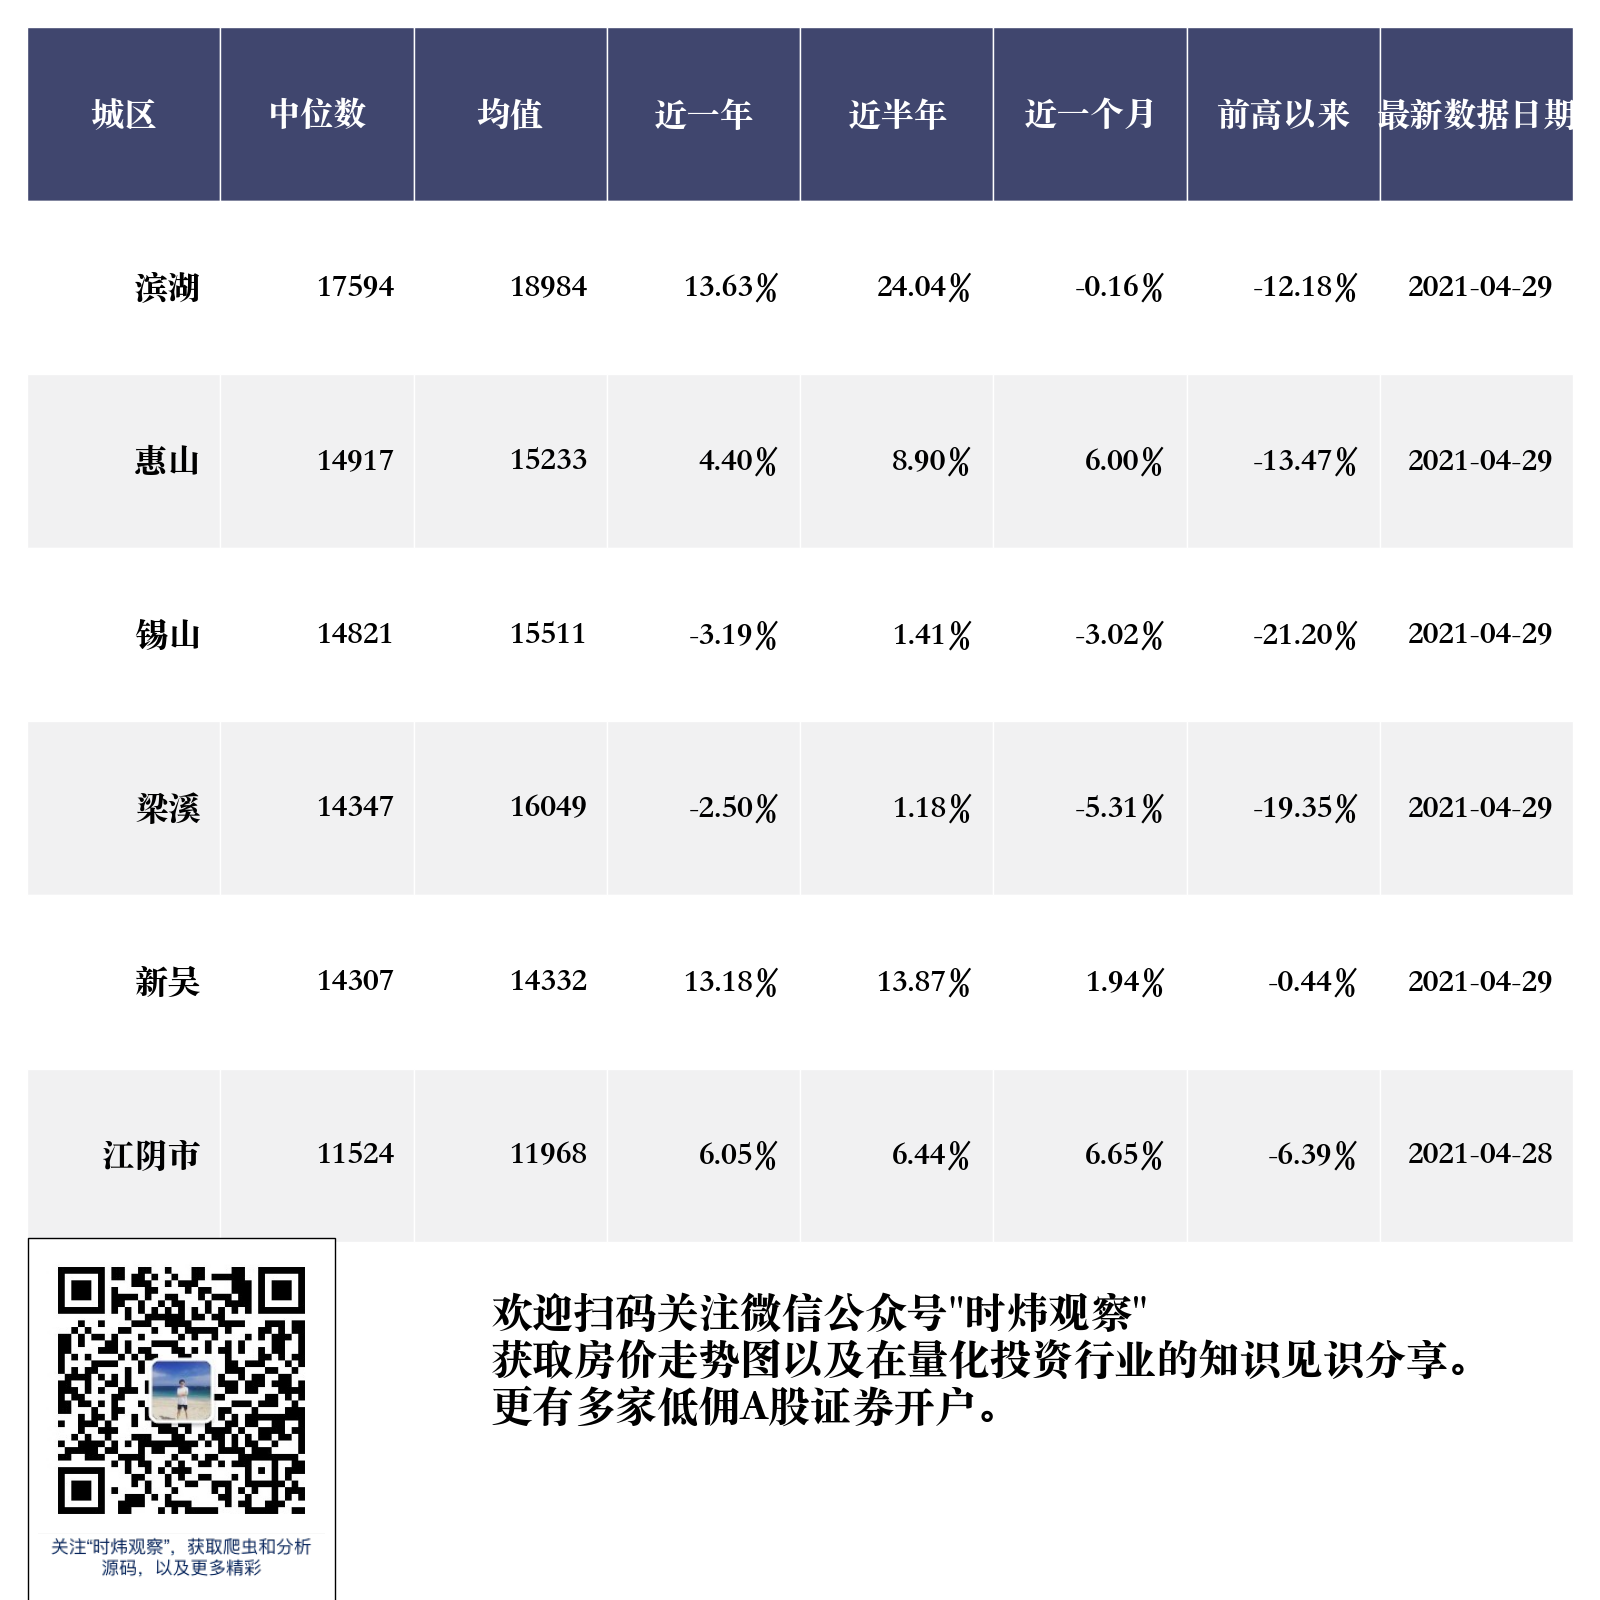 城区 中位数 均值 近一年 近半年 近一个月 前高以来 最新数据日期
滨湖 17594 18984 13.63% 24.04% -0.16% -12.18% 2021-04-29
惠山 14917 15233 4.40% 8.90% 6.00% -13.47% 2021-04-29
锡山 14821 15511 -3.19% 1.41% -3.02% -21.20% 2021-04-29
梁溪 14347 16049 -2.50% 1.18% -5.31% -19.35% 2021-04-29
新吴 14307 14332 13.18% 13.87% 1.94% -0.44% 2021-04-29
江阴市 11524 11968 6.05% 6.44% 6.65% -6.39% 2021-04-28
欢迎扫码关注微信公众号"时炜观察"
获取房价走势图以及在量化投资行业的知识见识分享。
更有多家低佣A股证券开户。
关注“时炜观察”，获取爬虫和分析
源码，以及更多精彩